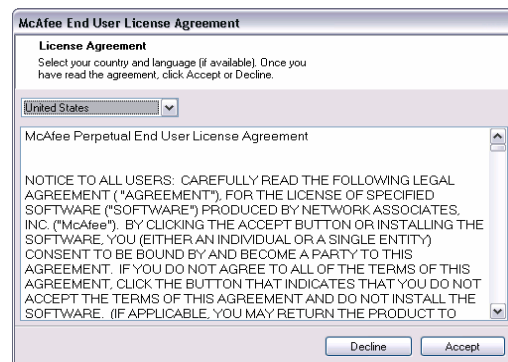 McAfee End User License Agreement
License Agreement
Select your country and language (if available). Once you
have read the agreement, click Accept or Decline.
United States
McAfee Perpetual End User License Agreement
NOTICE TO ALL USERS: CAREFULLY READ THE FOLLOWING LEGAL
AGREEMENT ( "AGREEMENT"), FOR THE LICENSE OF SPECIFIED
SOFTWARE ("SOFTWARE") PRODUCED BY NETWORK ASSOCIATES,
INC. ("McAfee"). BY CLICKING THE ACCEPT BUTTON OR INSTALLING THE
SOFTWARE, YOU (EITHER AN INDIVIDUAL OR A SINGLE ENTITY)
CONSENT TO BE BOUND BY AND BECOME A PARTY TO THIS
AGREEMENT. IF YOU DO NOT AGREE TO ALL OF THE TERMS OF THIS
AGREEMENT, CLICK THE BUTTON THAT INDICATES THAT YOU DO NOT
ACCEPT THE TERMS OF THIS AGREEMENT AND DO NOT INSTALL THE
SOFTWARE. (IF APPLICABLE, YOU MAY RETURN THE PRODUCT TO
Decline
Accept